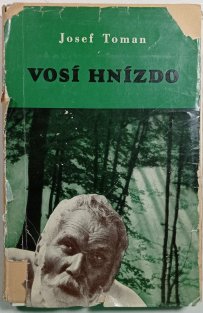 Josef Toman
VOSÍ HNÍZDO